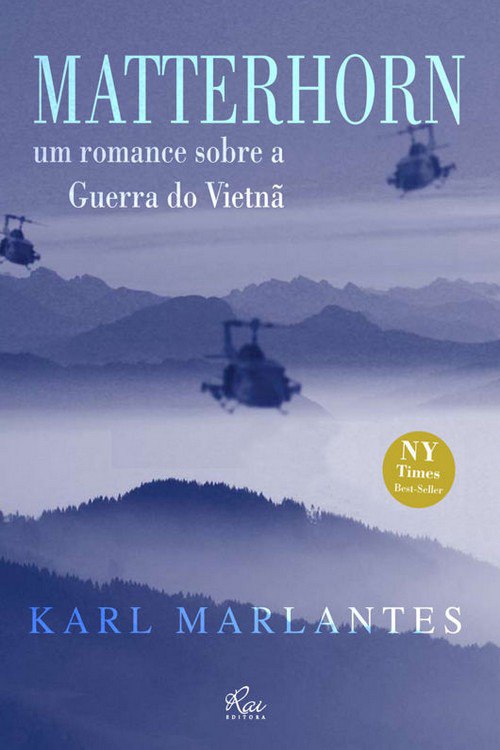 MATTERHORN
um romance sobre a
Guerra do Vietnã
NY
Times
Best-Seller
KARL MARLANTES
Rai
EDITORA